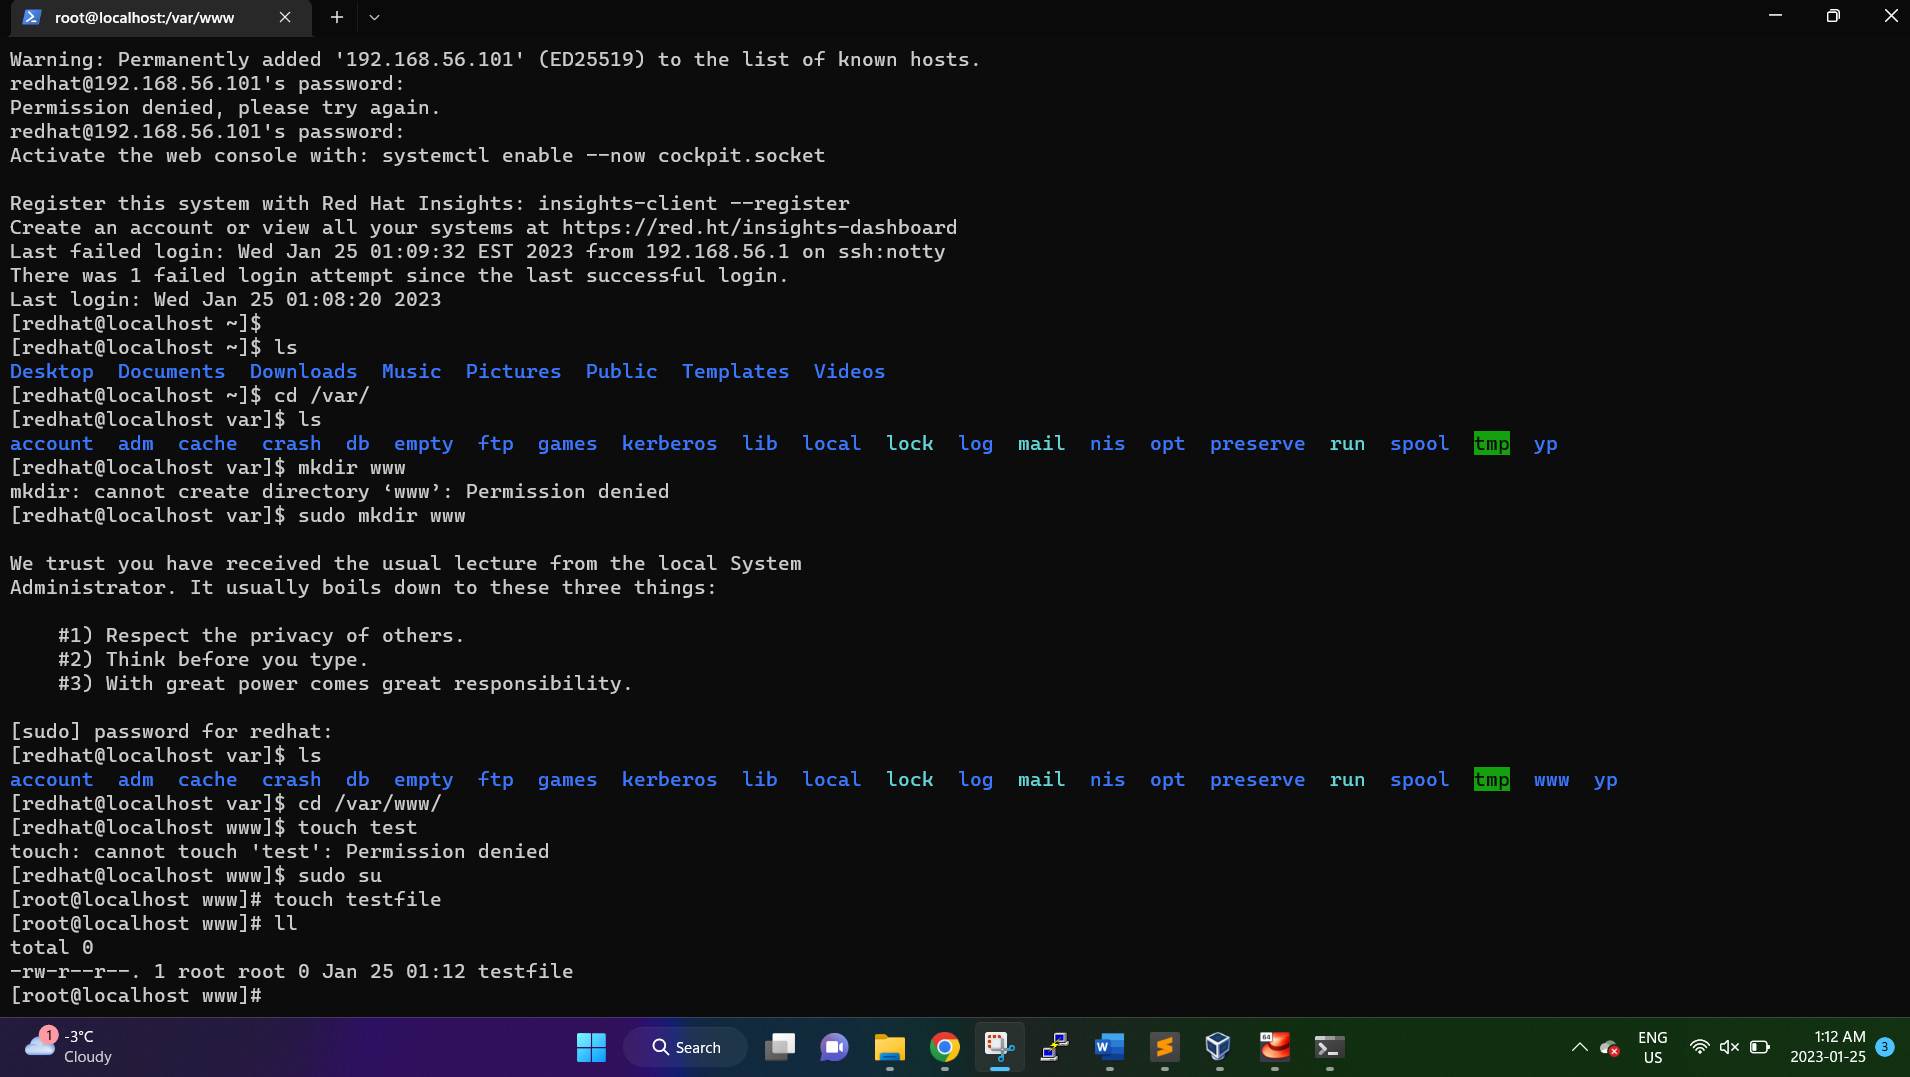 root@localhost:/var/www
Warning: Permanently added '192.168.56.101' (ED25519) to the list of known hosts.
redhat@192.168.56.101's password:
Permission denied, please try again.
redhat@192.168.56.101's password:
Activate the web console with: systemctl enable --now cockpit.socket
Register this system with Red Hat Insights: insights-client --register
Create an account or view all your systems at https://red.ht/insights-dashboard
Last failed login: Wed Jan 25 01:09:32 EST 2023 from 192.168.56.1 on ssh:notty
There was 1 failed login attempt since the last successful login.
Last login: Wed Jan 25 01:08:20 2023
[redhat@localhost ~]$
[redhat@localhost ~]$ ls
Desktop  Documents  Downloads  Music  Pictures  Public  Templates  Videos
[redhat@localhost ~]$ cd /var/
[redhat@localhost var]$ ls
account  adm  cache  crash  db  empty  ftp  games  kerberos  lib  local  lock  log  mail  nis  opt  preserve  run  spool  tmp  yp
[redhat@localhost var]$ mkdir www
mkdir: cannot create directory ‘www’: Permission denied
[redhat@localhost var]$ sudo mkdir www
We trust you have received the usual lecture from the local System
Administrator. It usually boils down to these three things:
#1) Respect the privacy of others.
#2) Think before you type.
#3) With great power comes great responsibility.
[sudo] password for redhat:
[redhat@localhost var]$ ls
account  adm  cache  crash  db  empty  ftp  games  kerberos  lib  local  lock  log  mail  nis  opt  preserve  run  spool  tmp  www  yp
[redhat@localhost var]$ cd /var/www/
[redhat@localhost www]$ touch test
touch: cannot touch 'test': Permission denied
[redhat@localhost www]$ sudo su
[root@localhost www]# touch testfile
[root@localhost www]# ll
total 0
-rw-r--r--. 1 root root 0 Jan 25 01:12 testfile
[root@localhost www]#
1
-3°C
Cloudy
Search
W
64
ENG
US
1:12 AM
2023-01-25
3